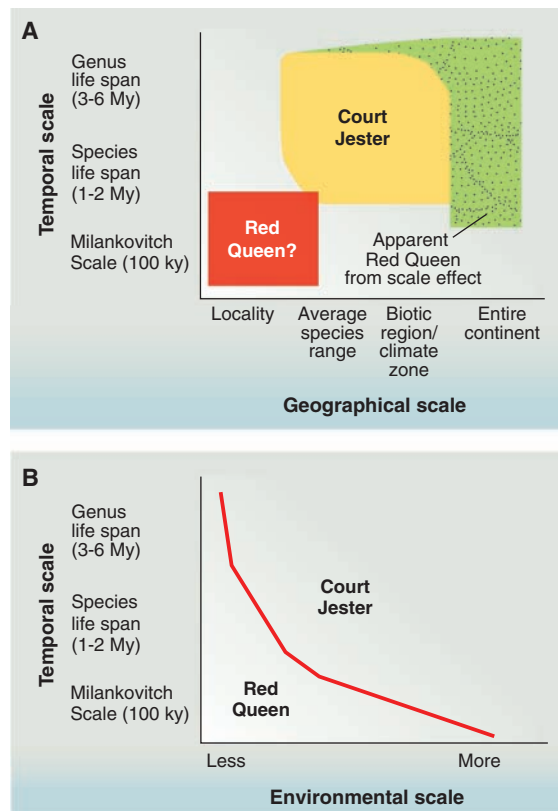 A
Temporal scale
Genus
life span
(3-6 My)
Species
life span
(1-2 My)
Milankovitch
Scale (100 ky)
Court
Jester
Red
Queen?
Apparent
Red Queen
from scale effect
Locality
Average
species
range
Biotic
region/
climate
zone
Entire
continent
Geographical scale
B
Temporal scale
Genus
life span
(3-6 My)
Species
life span
(1-2 My)
Milankovitch
Scale (100 ky)
Court
Jester
Red
Queen
Less
More
Environmental scale